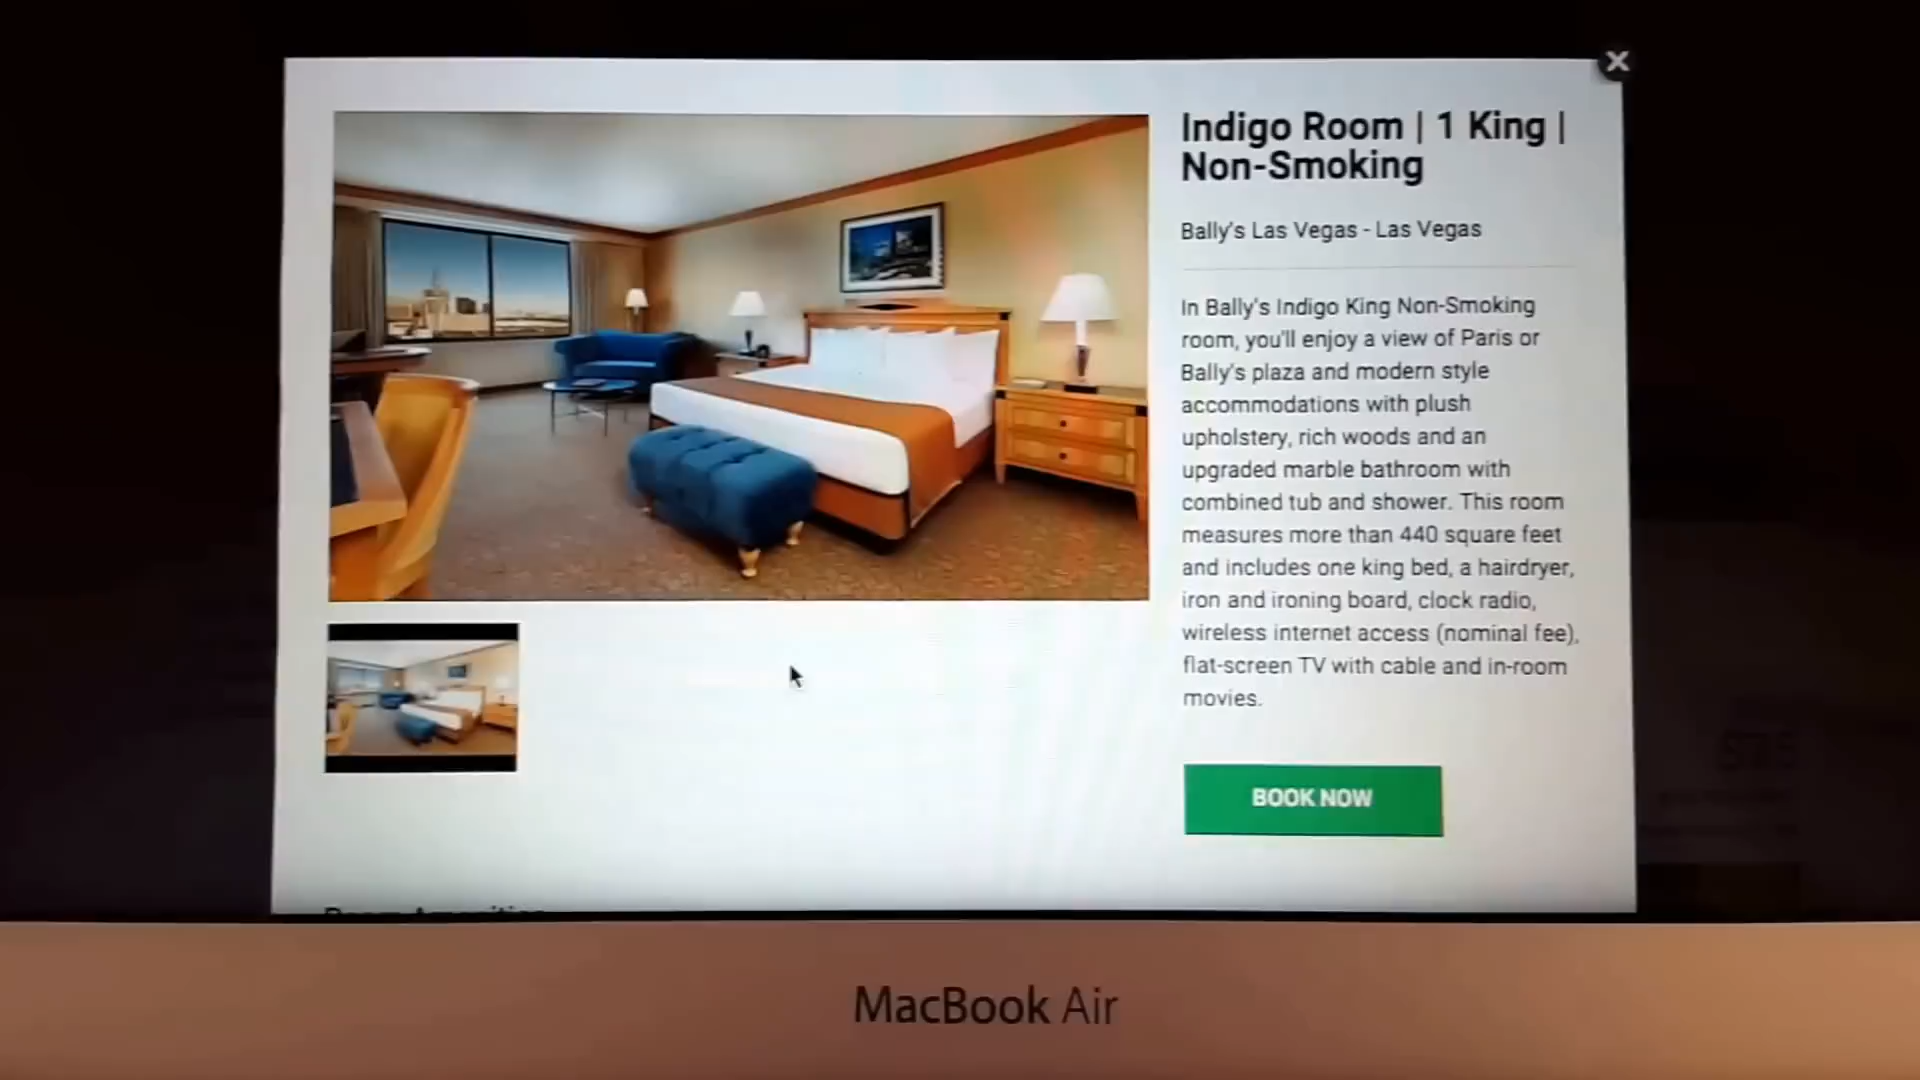 Indigo Room | 1 King |
Non-Smoking
Bally's Las Vegas - Las Vegas
In Bally's Indigo King Non-Smoking
room, you'll enjoy a view of Paris or
Bally's plaza and modern style
accommodations with plush
upholstery, rich woods and an
upgraded marble bathroom with
combined tub and shower. This room
measures more than 440 square feet
and includes one king bed, a hairdryer,
iron and ironing board, clock radio,
wireless internet access (nominal fee),
flat-screen TV with cable and in-room
movies.
BOOK NOW
MacBook Air